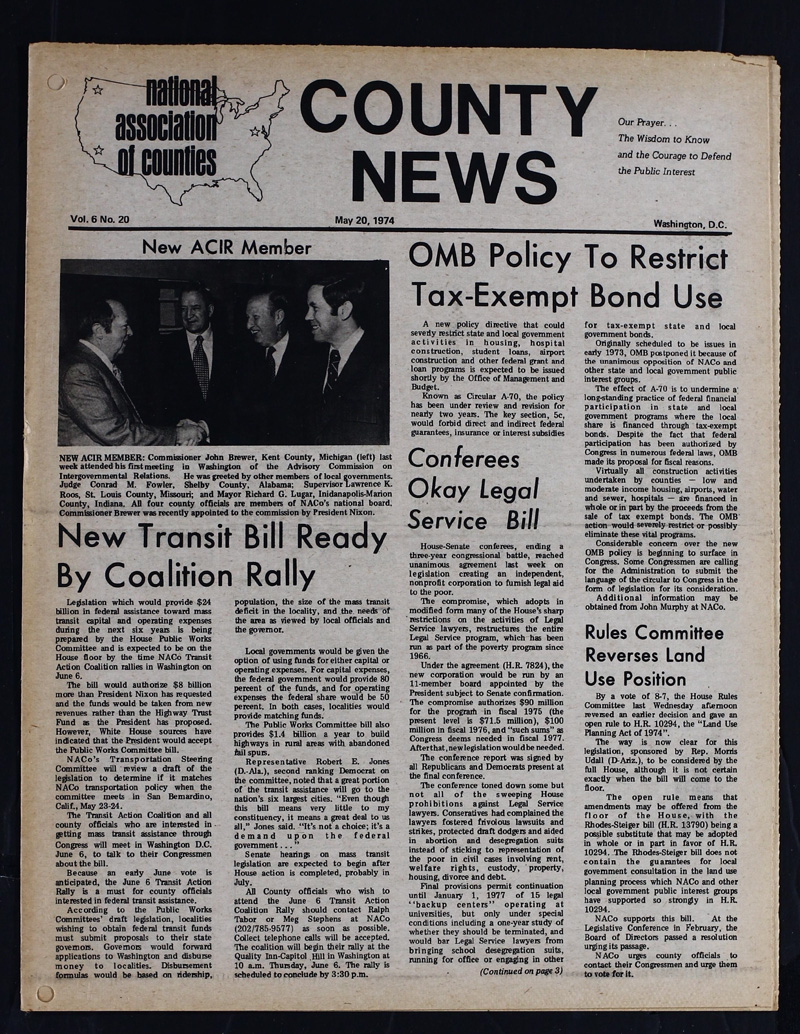 national
association
of counties
COUNTY
NEWS
Our Prayer. . .
The Wisdom to Know
and the Courage to Defend
the Public Interest
Vol. 6 No. 20
May 20, 1974
Washington, D.C.
New ACIR Member
NEW ACIR MEMBER: Commissioner John Brewer, Kent County, Michigan (left) last
week attended his first meeting in Washington of the Advisory Commission on
Intergovernmental Relations. He was greeted by other members of local governments.
Judge Conrad M. Fowler, Shelby County, Alabama; Supervisor Lawrence K.
Roos, St. Louis County, Missouri; and Mayor Richard G. Lugar, Inidanapolis-Marion
County, Indiana. All four county officials are members of NACo's national board.
Commissioner Brewer was recently appointed to the commission by President Nixon.
New Transit Bill Ready
By Coalition Rally
Legislation which would provide $24
billion in federal assistance toward mass
transit capital and operating expenses
during the next six years is being
prepared by the House Public Works
Committee and is expected to be on the
House floor by the time NACo Transit
Action Coalition rallies in Washington on
June 6.
The bill would authorize $8 billion
more than President Nixon has requested
and the funds would be taken from new
revenues rather than the Highway Trust
Fund as the President has proposed.
However, White House sources have
indicated that the President would accept
the Public Works Committee bill.
NACo's Transportation Steering
Committee will review a draft of the
legislation to determine if it matches
NACo transportation policy when the
committee meets in San Bernardino,
Calif., May 23-24.
The Transit Action Coalition and all
county officials who are interested in
getting mass transit assistance through
Congress will meet in Washington D.C.
June 6, to talk to their Congressmen
about the bill.
Because an early June vote is
anticipated, the June 6 Transit Action
Rally is a must for county officials
interested in federal transit assistance.
According to the Public Works
Committees' draft legislation, localities
wishing to obtain federal transit funds
must submit proposals to their state
governors. Governors would forward
applications to Washington and disburse
money to localities. Disbursement
formulas would be based on ridership,
population, the size of the mass transit
deficit in the locality, and the needs of
the area as viewed by local officials and
the governor.
Local governments would be given the
option of using funds for either capital or
operating expenses. For capital expenses,
the federal government would provide 80
percent of the funds, and for operating
expenses the federal share would be 50
percent. In both cases, localities would
provide matching funds.
The Public Works Committee bill also
provides $1.4 billion a year to build
highways in rural areas with abandoned
rail spurs.
Representative Robert E. Jones
(D.-Ala.), second ranking Democrat on
the committee, noted that a great portion
of the transit assistance will go to the
nation's six largest cities. "Even though
this bill means very little to my
constituency, it means a great deal to us
all," Jones said. "It's not a choice; it's a
demand upon the federal
government . . ."
Senate hearings on mass transit
legislation are expected to begin after
House action is completed, probably in
July.
All County officials who wish to
attend the June 6 Transit Action
Coalition Rally should contact Ralph
Tabor or Meg Stephens at NACo
(202/785-9577) as soon as possible.
Collect telephone calls will be accepted.
The coalition will begin their rally at the
Quality Inn-Capitol Hill in Washington at
10 a.m. Thursday, June 6. The rally is
scheduled to conclude by 3:30 p.m.
OMB Policy To Restrict
Tax-Exempt Bond Use
A new policy directive that could
severly restrict state and local government
activities in housing, hospital
construction, student loans, airport
construction and other federal grant and
loan programs is expected to be issued
shortly by the Office of Management and
Budget.
Known as Circular A-70, the policy
has been under review and revision for
nearly two years. The key section, 5c,
would forbid direct and indirect federal
guarantees, insurance or interest subsidies
for tax-exempt state and local
government bonds.
Originally scheduled to be issues in
early 1973, OMB postponed it because of
the unanimous opposition of NACo and
other state and local government public
interest groups.
The effect of A-70 is to undermine a
long-standing practice of federal financial
participation in state and local
government programs where the local
share is financed through tax-exempt
bonds. Despite the fact that federal
participation has been authorized by
Congress in numerous federal laws, OMB
made its proposal for fiscal reasons.
Virtually all construction activities
undertaken by counties — low and
moderate income housing, airports, water
and sewer, hospitals — are financed in
whole or in part by the proceeds from the
sale of tax exempt bonds. The OMB
action would severely restrict or possibly
eliminate these vital programs.
Considerable concern over the new
OMB policy is beginning to surface in
Congress. Some Congressmen are calling
for the Administration to submit the
language of the circular to Congress in the
form of legislation for its consideration.
Additional information may be
obtained from John Murphy at NACo.
Conferees
Okay Legal
Service Bill
House-Senate conferees, ending a
three-year congressional battle, reached
unanimous agreement last week on
legislation creating an independent,
nonprofit corporation to furnish legal aid
to the poor.
The compromise, which adopts in
modified form many of the House's sharp
restrictions on the activities of Legal
Service lawyers, restructures the entire
Legal Service program, which has been
run as part of the poverty program since
1966.
Under the agreement (H.R. 7824), the
new corporation would be run by an
11-member board appointed by the
President subject to Senate confirmation.
The compromise authorizes $90 million
for the program in fiscal 1975 (the
present level is $71.5 million), $100
million in fiscal 1976, and "such sums" as
Congress deems needed in fiscal 1977.
After that, new legislation would be needed.
The conference report was signed by
all Republicans and Democrats present at
the final conference.
The conference toned down some but
not all of the sweeping House
prohibitions against Legal Service
lawyers. Conseratives had complained the
lawyers fostered frivolous lawsuits and
strikes, protected draft dodgers and aided
in abortion and desegregation suits
instead of sticking to representation of
the poor in civil cases involving rent,
welfare rights, custody, property,
housing, divorce and debt.
Final provisions permit continuation
until January 1, 1977 of 15 legal
"backup centers" operating at
universities, but only under special
conditions including a one-year study of
whether they should be terminated, and
would bar Legal Service lawyers from
bringing school desegregation suits,
running for office or engaging in other
(Continued on page 3)
Rules Committee
Reverses Land
Use Position
By a vote of 8-7, the House Rules
Committee last Wednesday afternoon
reversed an earlier decision and gave an
open rule to H.R. 10294, the "Land Use
Planning Act of 1974".
The way is now clear for this
legislation, sponsored by Rep. Morris
Udall (D-Ariz.), to be considered by the
full House, although it is not certain
exactly when the bill will come to the
floor.
The open rule means that
amendments may be offered from the
floor of the House, with the
Rhodes-Steiger bill (H.R. 13790) being a
possible substitute that may be adopted
in whole or in part in favor of H.R.
10294. The Rhodes-Steiger bill does not
contain the guarantees for local
government consultation in the land use
planning process which NACo and other
local government public interest groups
have supported so strongly in H.R.
10294.
NACo supports this bill. At the
Legislative Conference in February, the
Board of Directors passed a resolution
urging its passage.
NACo urges county officials to
contact their Congressmen and urge them
to vote for it.